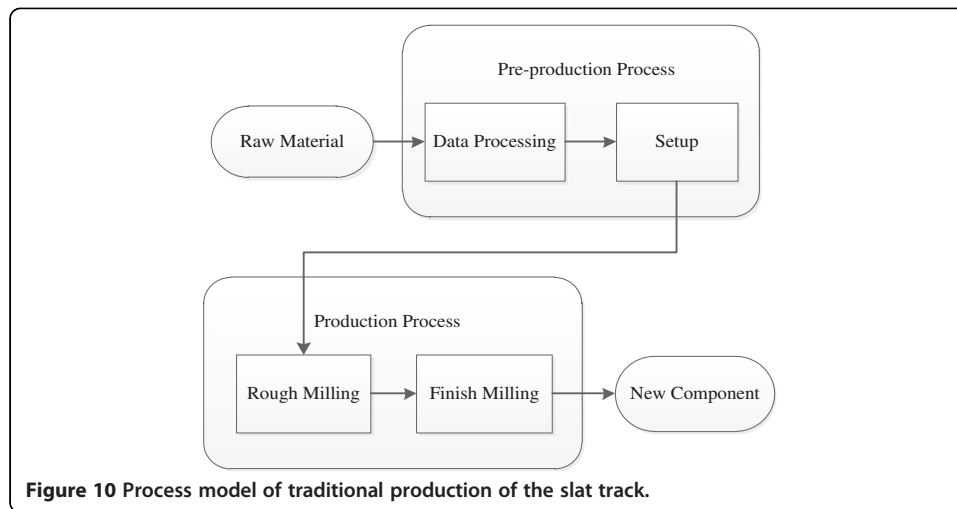 Pre-production Process
Raw Material
Data Processing
Setup
Production Process
Rough Milling
Finish Milling
New Component
Figure 10 Process model of traditional production of the slat track.